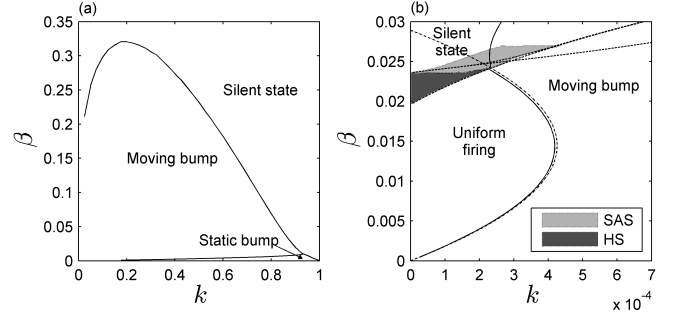 (a)
0.35
0.3
0.25
0.2
0.15
0.1
0.05
0
β
Silent state
Moving bump
Static bump
0 0.2 0.4 0.6 0.8 1
k
(b)
0.03
0.025
0.02
0.015
0.01
0.005
0
β
Silent
state
Moving bump
Uniform
firing
SAS
HS
0 1 2 3 4 5 6 7
k
x 10⁻⁴